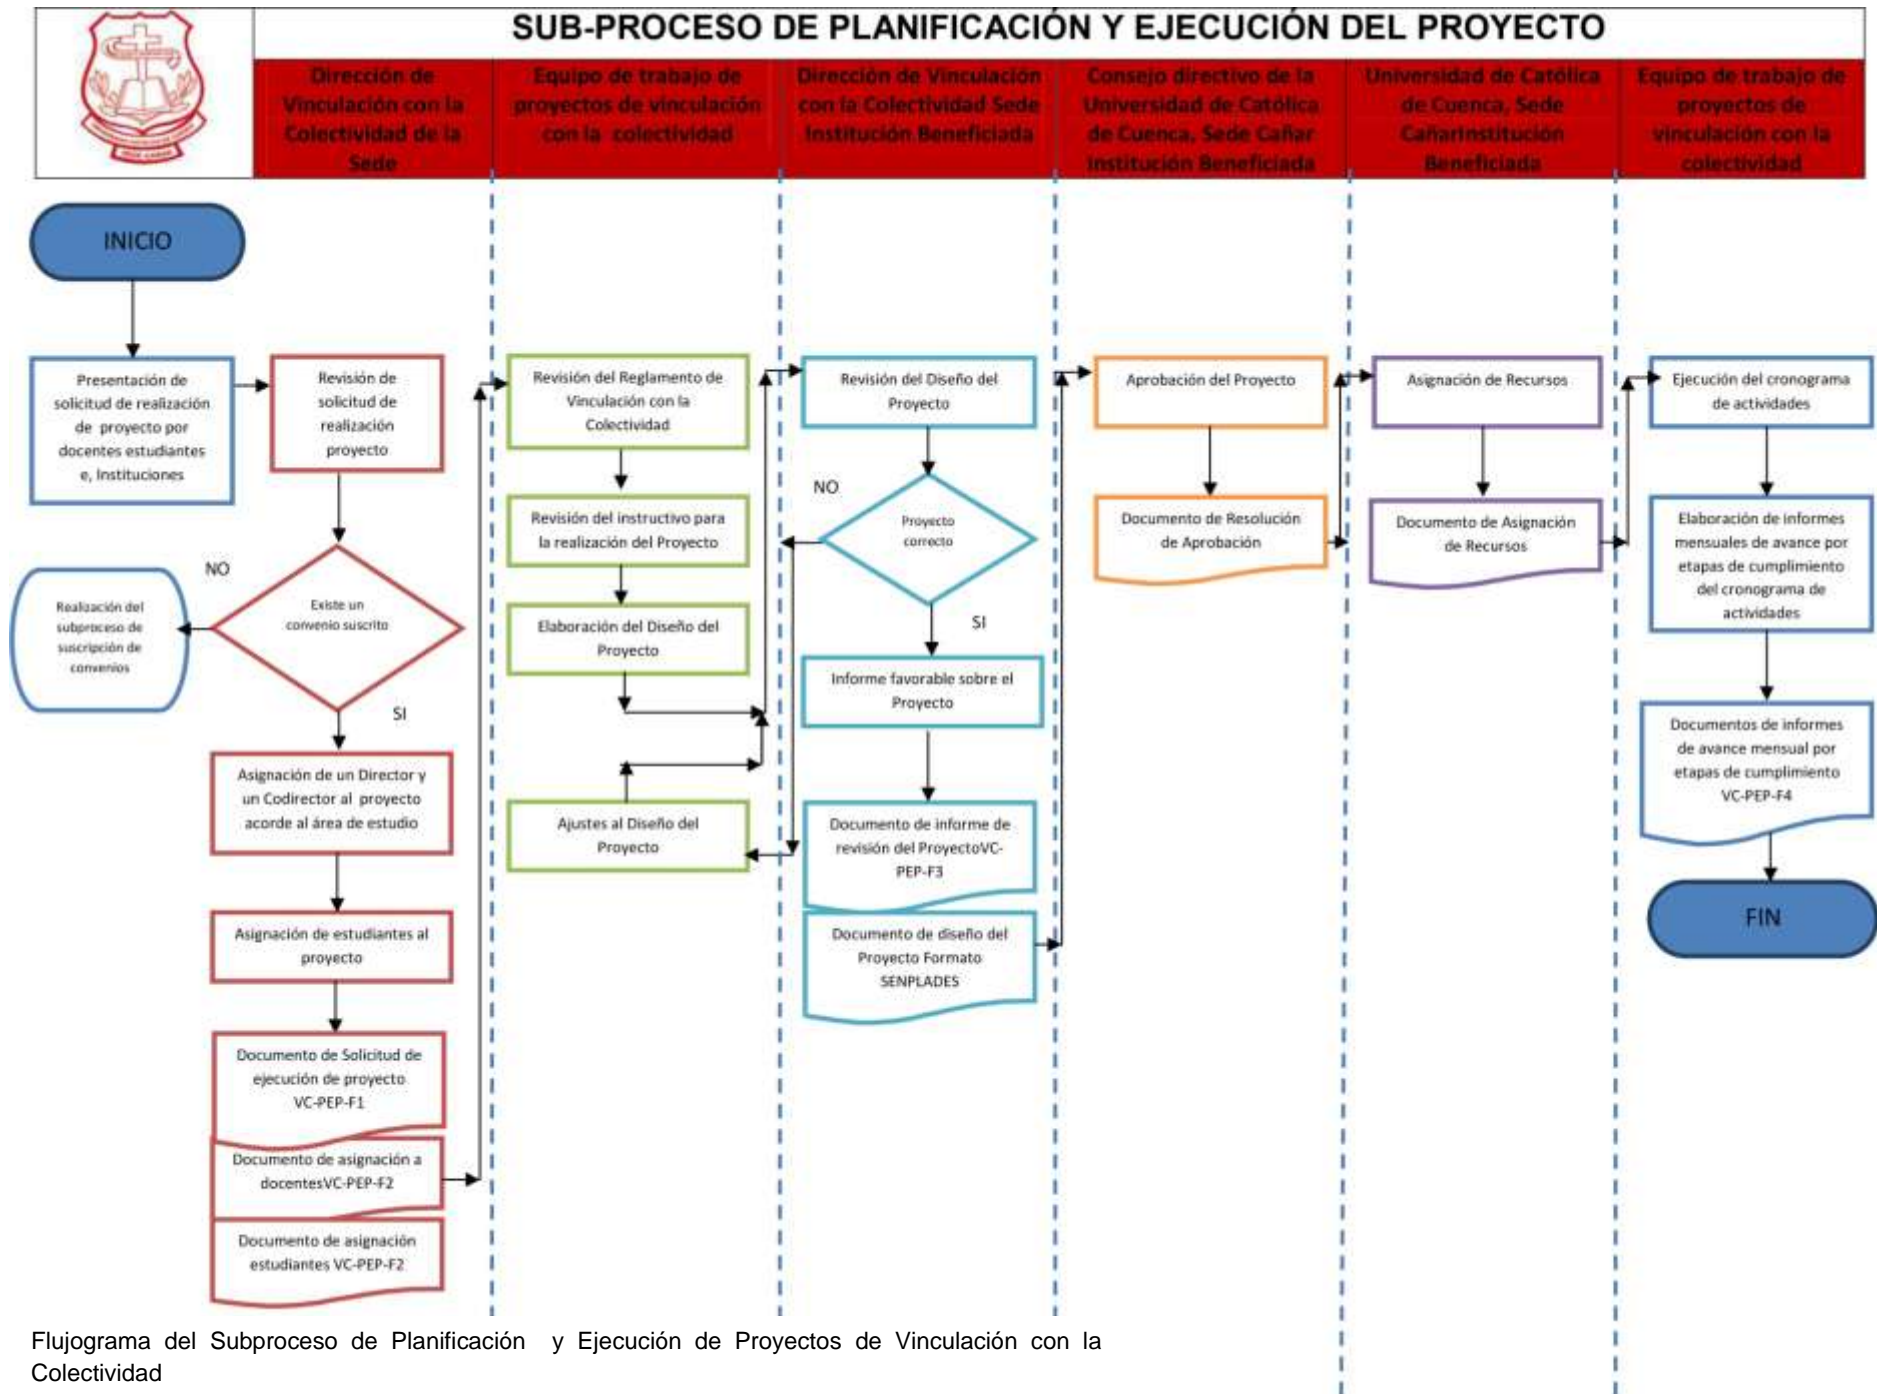 SUB-PROCESO DE PLANIFICACIÓN Y EJECUCIÓN DEL PROYECTO
Dirección de
Vinculación con la
Colectividad de la
Sede
Equipo de trabajo de
proyectos de vinculación
con la colectividad
Dirección de Vinculación
con la Colectividad Sede
Institución Beneficiada
Consejo directivo de la
Universidad de Católica
de Cuenca, Sede Cañar
Institución Beneficiada
Universidad de Católica
de Cuenca, Sede
CañarInstitución
Beneficiada
Equipo de trabajo de
proyectos de
vinculación con la
colectividad
INICIO
Presentación de
solicitud de realización
de proyecto por
docentes estudiantes
e, Instituciones
Revisión de
solicitud de
realización
proyecto
NO
Existe un
convenio suscrito
Realización del
subproceso de
suscripción de
convenios
SI
Asignación de un Director y
un Codirector al proyecto
acorde al área de estudio
Asignación de estudiantes al
proyecto
Documento de Solicitud de
ejecución de proyecto
VC-PEP-F1
Documento de asignación a
docentesVC-PEP-F2
Documento de asignación
estudiantes VC-PEP-F2
Revisión del Reglamento de
Vinculación con la
Colectividad
Revisión del instructivo para
la realización del Proyecto
Elaboración del Diseño del
Proyecto
Ajustes al Diseño del
Proyecto
Revisión del Diseño del
Proyecto
NO
Proyecto
correcto
SI
Informe favorable sobre el
Proyecto
Documento de informe de
revisión del ProyectoVC-
PEP-F3
Documento de diseño del
Proyecto Formato
SENPLADES
Aprobación del Proyecto
Documento de Resolución
de Aprobación
Asignación de Recursos
Documento de Asignación
de Recursos
Ejecución del cronograma
de actividades
Elaboración de informes
mensuales de avance por
etapas de cumplimiento
del cronograma de
actividades
Documentos de informes
de avance mensual por
etapas de cumplimiento
VC-PEP-F4
FIN
Flujograma del Subproceso de Planificación y Ejecución de Proyectos de Vinculación con la
Colectividad